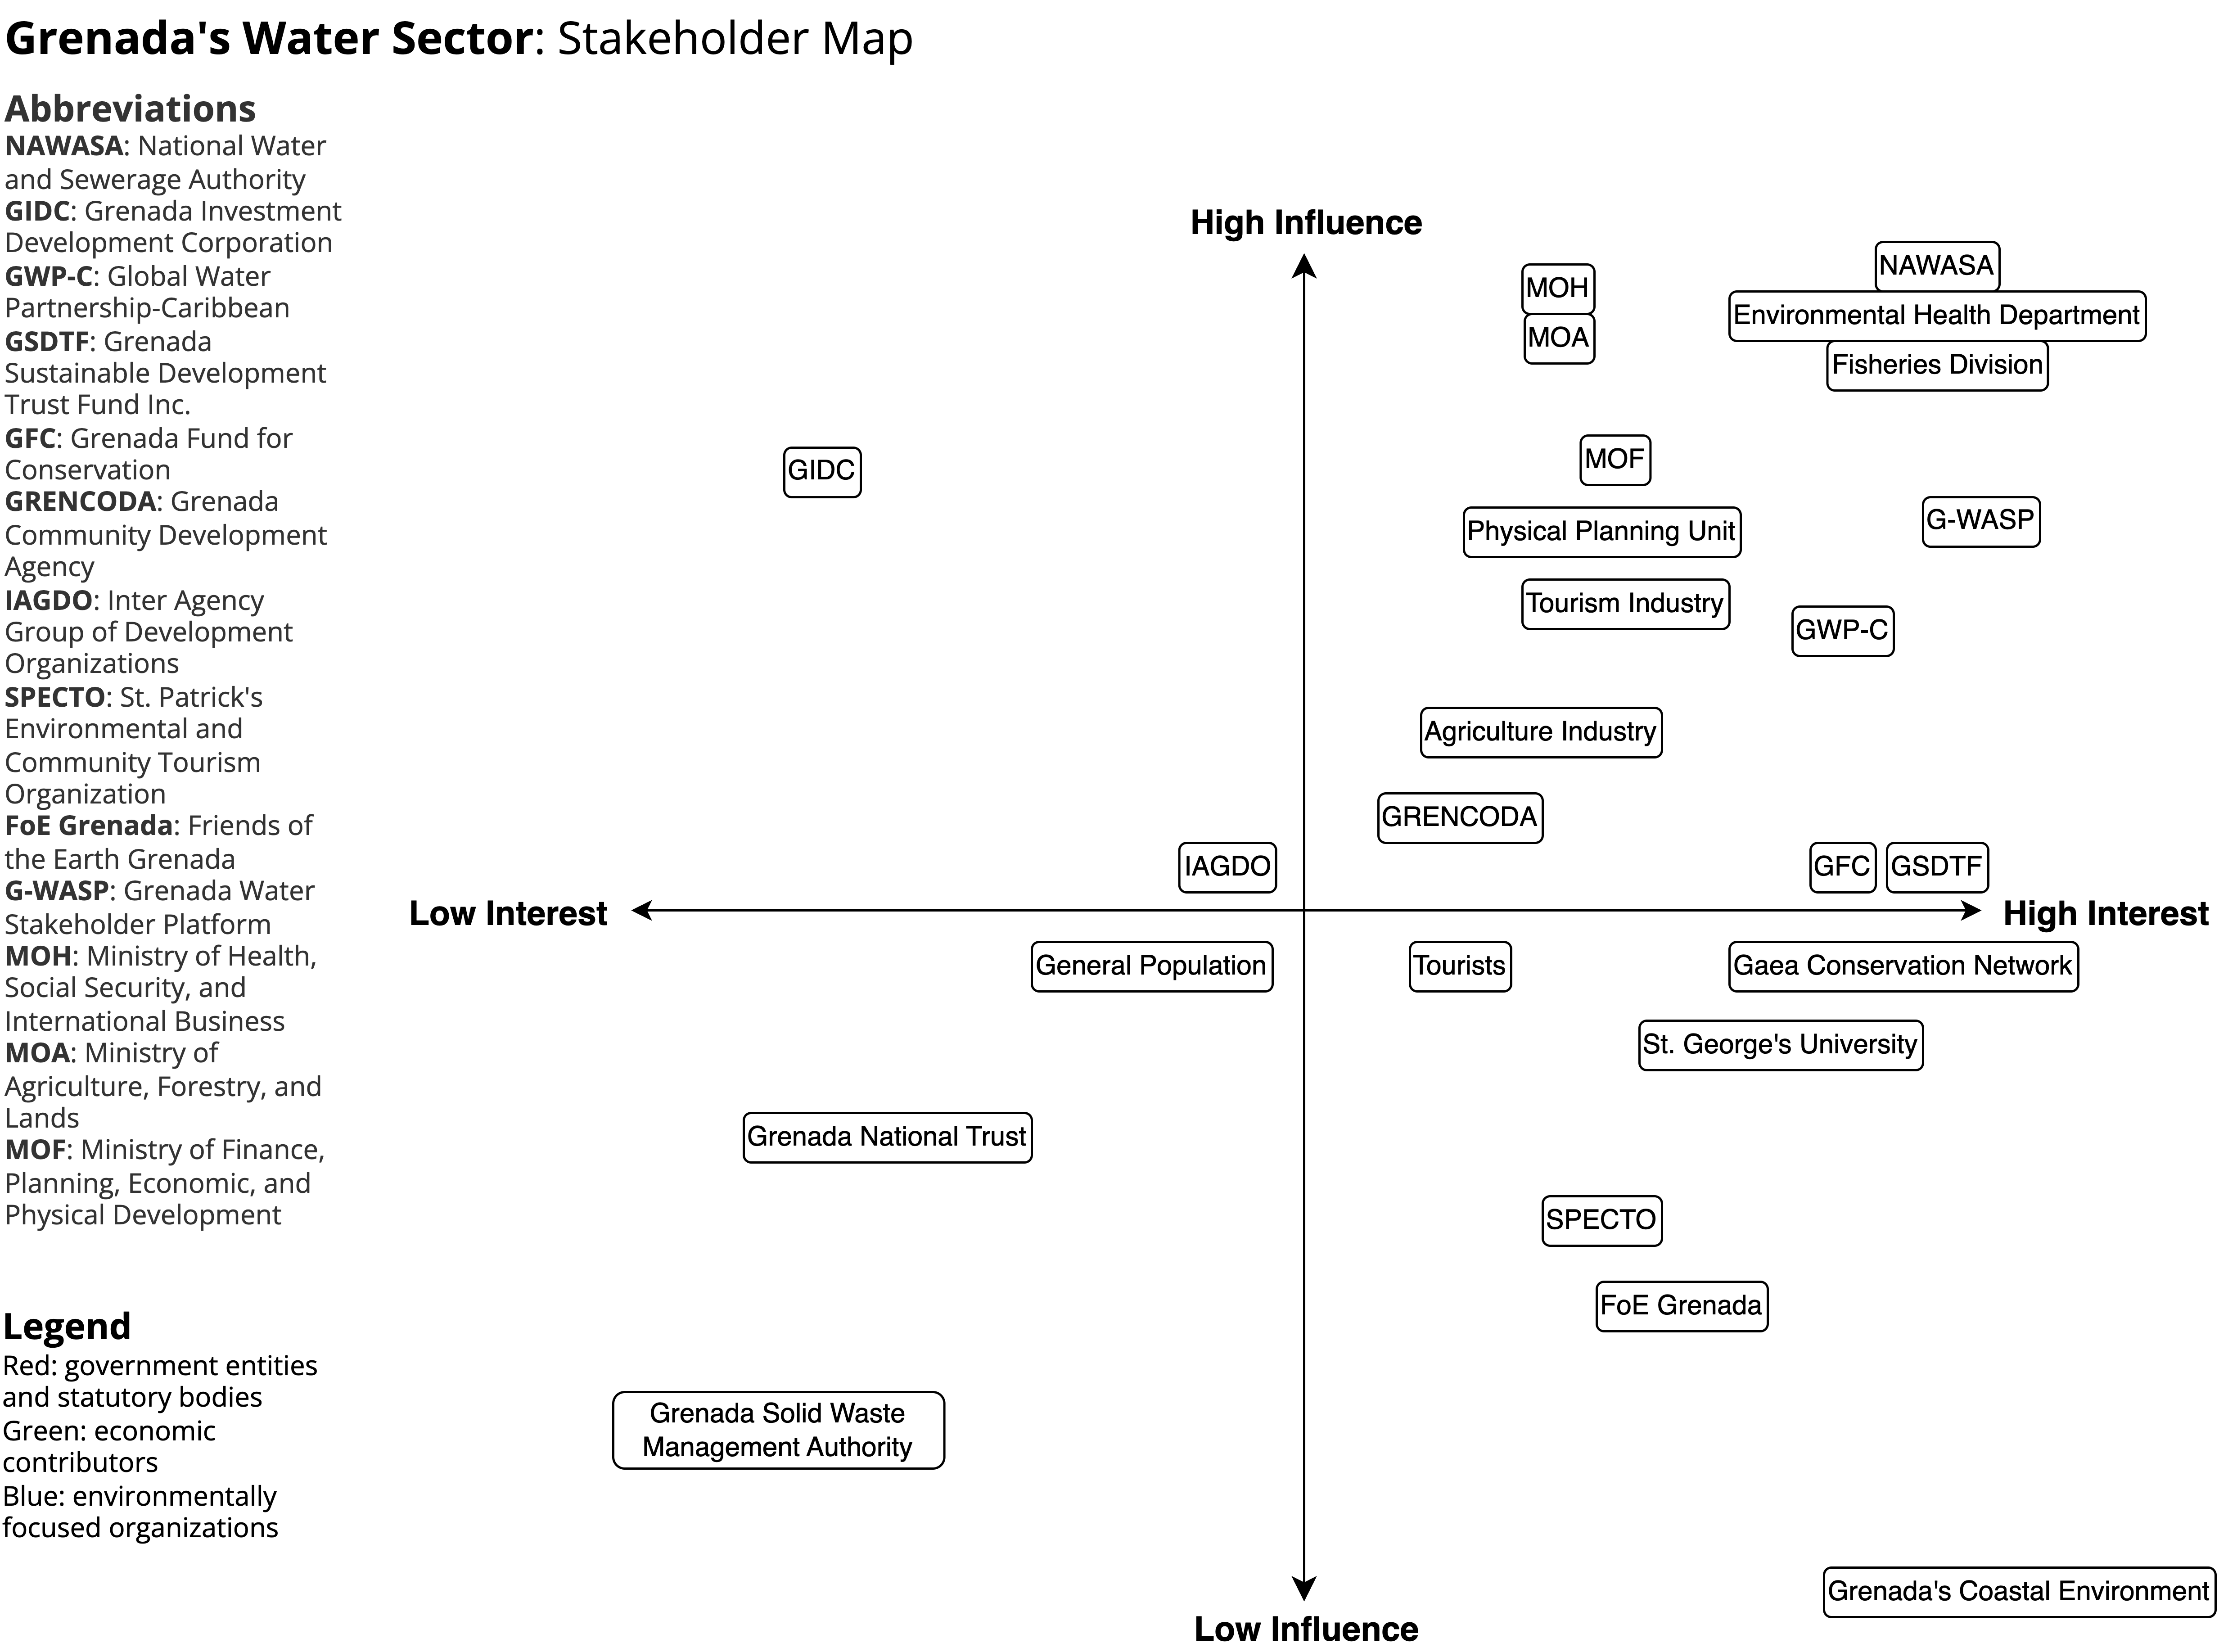 Grenada's Water Sector: Stakeholder Map
Abbreviations
NAWASA: National Water
and Sewerage Authority
GIDC: Grenada Investment
Development Corporation
GWP-C: Global Water
Partnership-Caribbean
GSDTF: Grenada
Sustainable Development
Trust Fund Inc.
GFC: Grenada Fund for
Conservation
GRENCODA: Grenada
Community Development
Agency
IAGDO: Inter Agency
Group of Development
Organizations
SPECTO: St. Patrick's
Environmental and
Community Tourism
Organization
FoE Grenada: Friends of
the Earth Grenada
G-WASP: Grenada Water
Stakeholder Platform
MOH: Ministry of Health,
Social Security, and
International Business
MOA: Ministry of
Agriculture, Forestry, and
Lands
MOF: Ministry of Finance,
Planning, Economic, and
Physical Development
Legend
Red: government entities
and statutory bodies
Green: economic
contributors
Blue: environmentally
focused organizations
High Influence
NAWASA
MOH
Environmental Health Department
MOA
Fisheries Division
MOF
GIDC
G-WASP
Physical Planning Unit
Tourism Industry
GWP-C
Agriculture Industry
GRENCODA
IAGDO
GFC
GSDTF
Low Interest
High Interest
General Population
Tourists
Gaea Conservation Network
St. George's University
Grenada National Trust
SPECTO
FoE Grenada
Grenada Solid Waste
Management Authority
Grenada's Coastal Environment
Low Influence